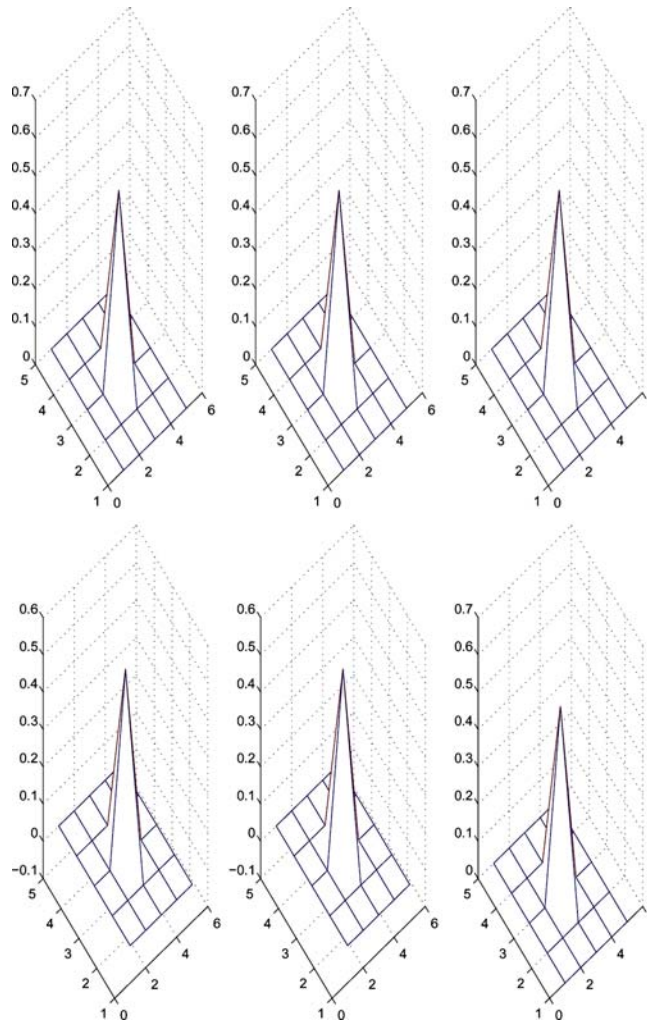 0.7 0.7 0.7
0.6 0.6 0.6
0.5 0.5 0.5
0.4 0.4 0.4
0.3 0.3 0.3
0.2 0.2 0.2
0.1 0.1 0.1
0 0 0
5 5 5
4 6 4 6 4
3 4 3 4 3 4
2 2 2 2 2 2
1 0 1 0 1 0
0.6 0.6 0.7
0.5 0.5 0.6
0.4 0.4 0.5
0.3 0.3 0.4
0.2 0.2 0.3
0.1 0.1 0.2
0 0 0.1
−0.1 −0.1 0
5 5 5
4 6 4 6 4
3 4 3 4 3 4
2 2 2 2 2 2
1 0 1 0 1 0